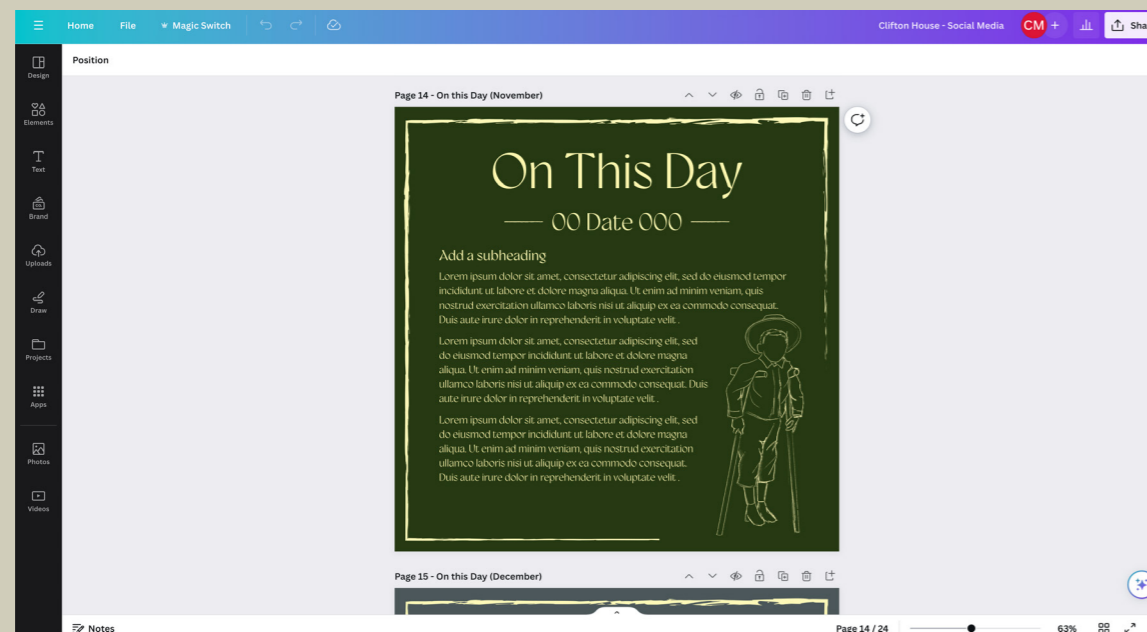 Home File Magic Switch Clifton House - Social Media CM + Sha
Position
Design
Elements
Text
Brand
Uploads
Draw
Projects
Apps
Photos
Videos
Page 14 - On this Day (November)
On This Day
00 Date 000
Add a subheading
Lorem ipsum dolor sit amet, consectetur adipiscing elit, sed do eiusmod tempor
incididunt ut labore et dolore magna aliqua. Ut enim ad minim veniam, quis
nostrud exercitation ullamco laboris nisi ut aliquip ex ea commodo consequat.
Duis aute irure dolor in reprehenderit in voluptate velit. .
Lorem ipsum dolor sit amet, consectetur adipiscing elit, sed
do eiusmod tempor incididunt ut labore et dolore magna
aliqua. Ut enim ad minim veniam, quis nostrud exercitation
ullamco laboris nisi ut aliquip ex ea commodo consequat. Duis
aute irure dolor in reprehenderit in voluptate velit. .
Lorem ipsum dolor sit amet, consectetur adipiscing elit, sed
do eiusmod tempor incididunt ut labore et dolore magna
aliqua. Ut enim ad minim veniam, quis nostrud exercitation
ullamco laboris nisi ut aliquip ex ea commodo consequat.
Duis aute irure dolor in reprehenderit in voluptate velit. .
Page 15 - On this Day (December)
Notes Page 14 / 24 63%